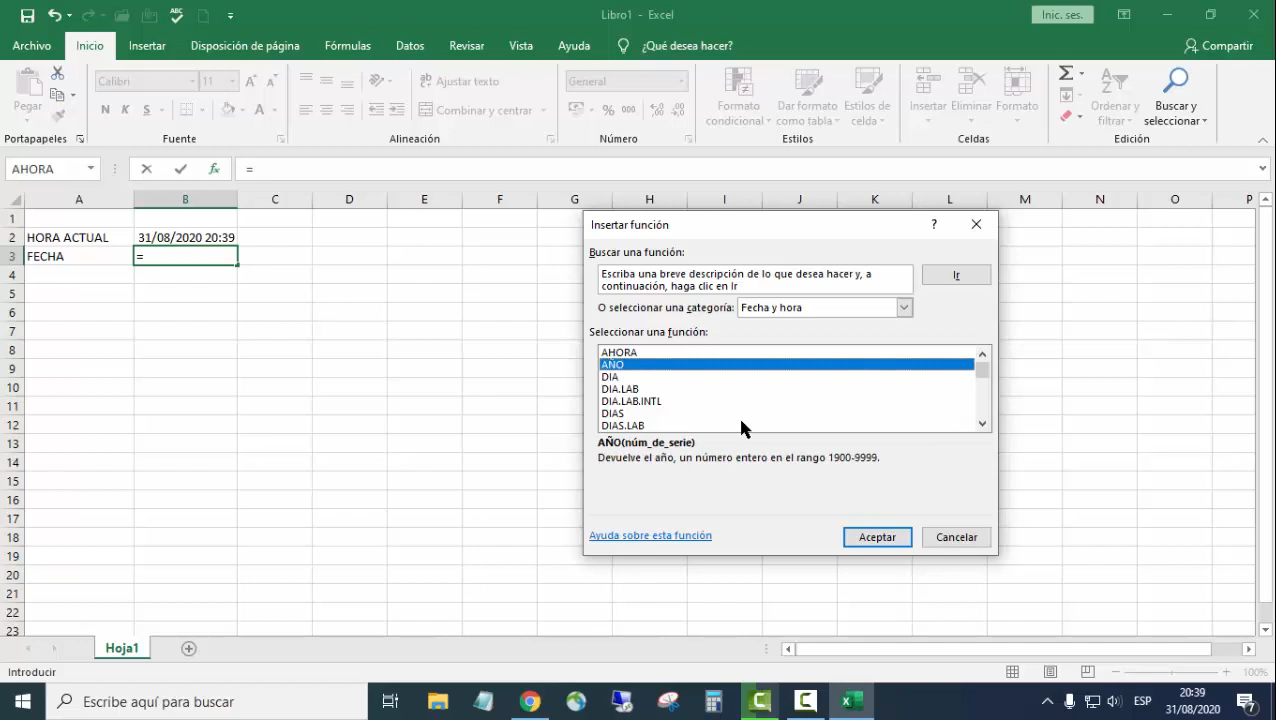 Libro1 - Excel
Inic. ses.
Archivo Inicio Insertar Disposición de página Fórmulas Datos Revisar Vista Ayuda ¿Qué desea hacer? Compartir
Pegar
Portapapeles
Calibri 11
N K S
Fuente
Ajustar texto
Combinar y centrar
Alineación
General
% 000
Número
Formato condicional
Dar formato como tabla
Estilos de celda
Estilos
Insertar Eliminar Formato
Celdas
Ordenar y filtrar
Buscar y seleccionar
Edición
AHORA =
A B C D E F G H I J K L M N O P
1
2 HORA ACTUAL 31/08/2020 20:39
3 FECHA =
4
5
6
7
8
9
10
11
12
13
14
15
16
17
18
19
20
21
22
23
Insertar función ?
Buscar una función:
Escriba una breve descripción de lo que desea hacer y, a
continuación, haga clic en Ir
Ir
O seleccionar una categoría: Fecha y hora
Seleccionar una función:
AHORA
AÑO
DIA
DIA.LAB
DIA.LAB.INTL
DIAS
DIAS.LAB
AÑO(núm_de_serie)
Devuelve el año, un número entero en el rango 1900-9999.
Ayuda sobre esta función
Aceptar Cancelar
Hoja1
Introducir
100%
Escribe aquí para buscar
ESP
20:39
31/08/2020
7